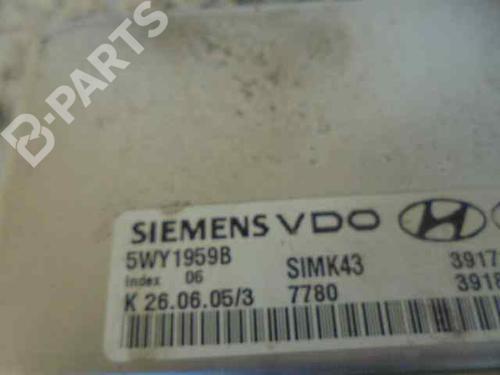 B-PARTS
SIEMENS VDO
5WY1959B
Index 06 SIMK43 3917
K 26.06.05/3 7780 3918